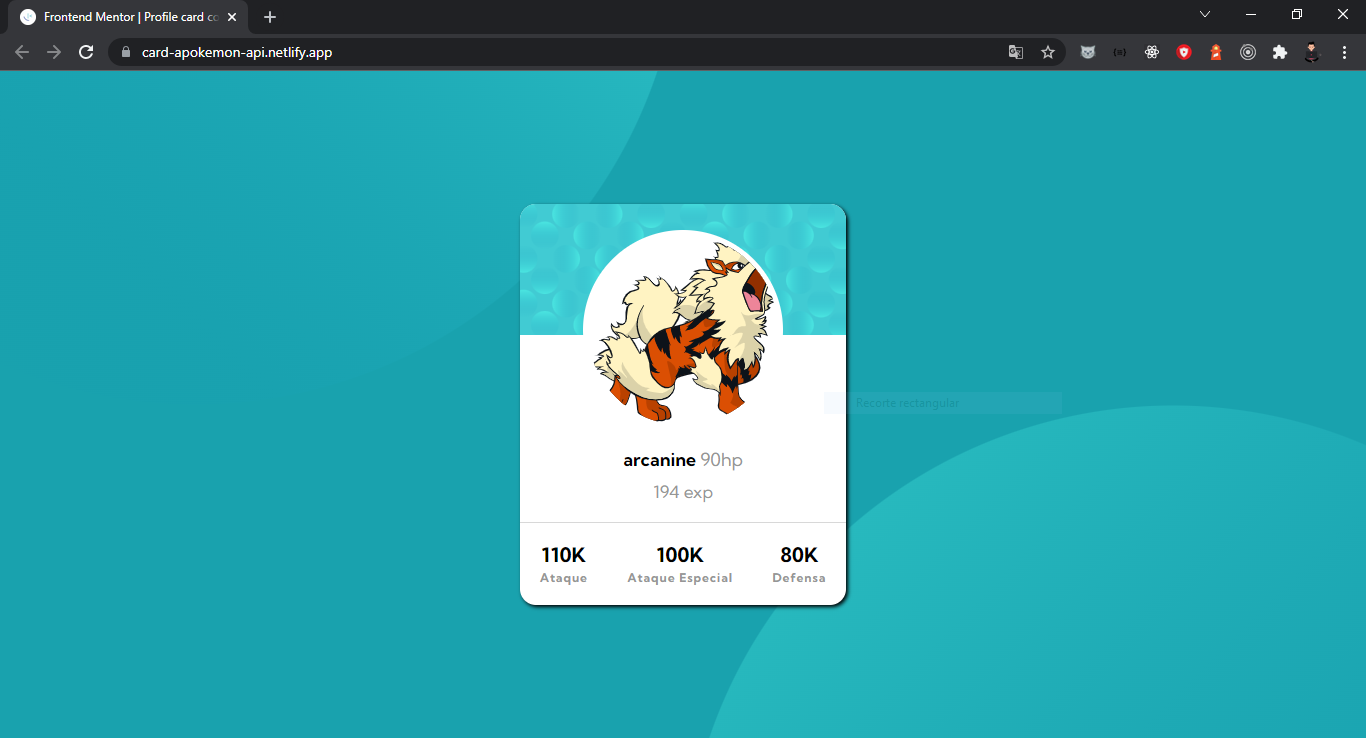 Frontend Mentor | Profile card co
card-apokemon-api.netlify.app
Recorte rectangular
arcanine 90hp
194 exp
110K 100K 80K
Ataque Ataque Especial Defensa